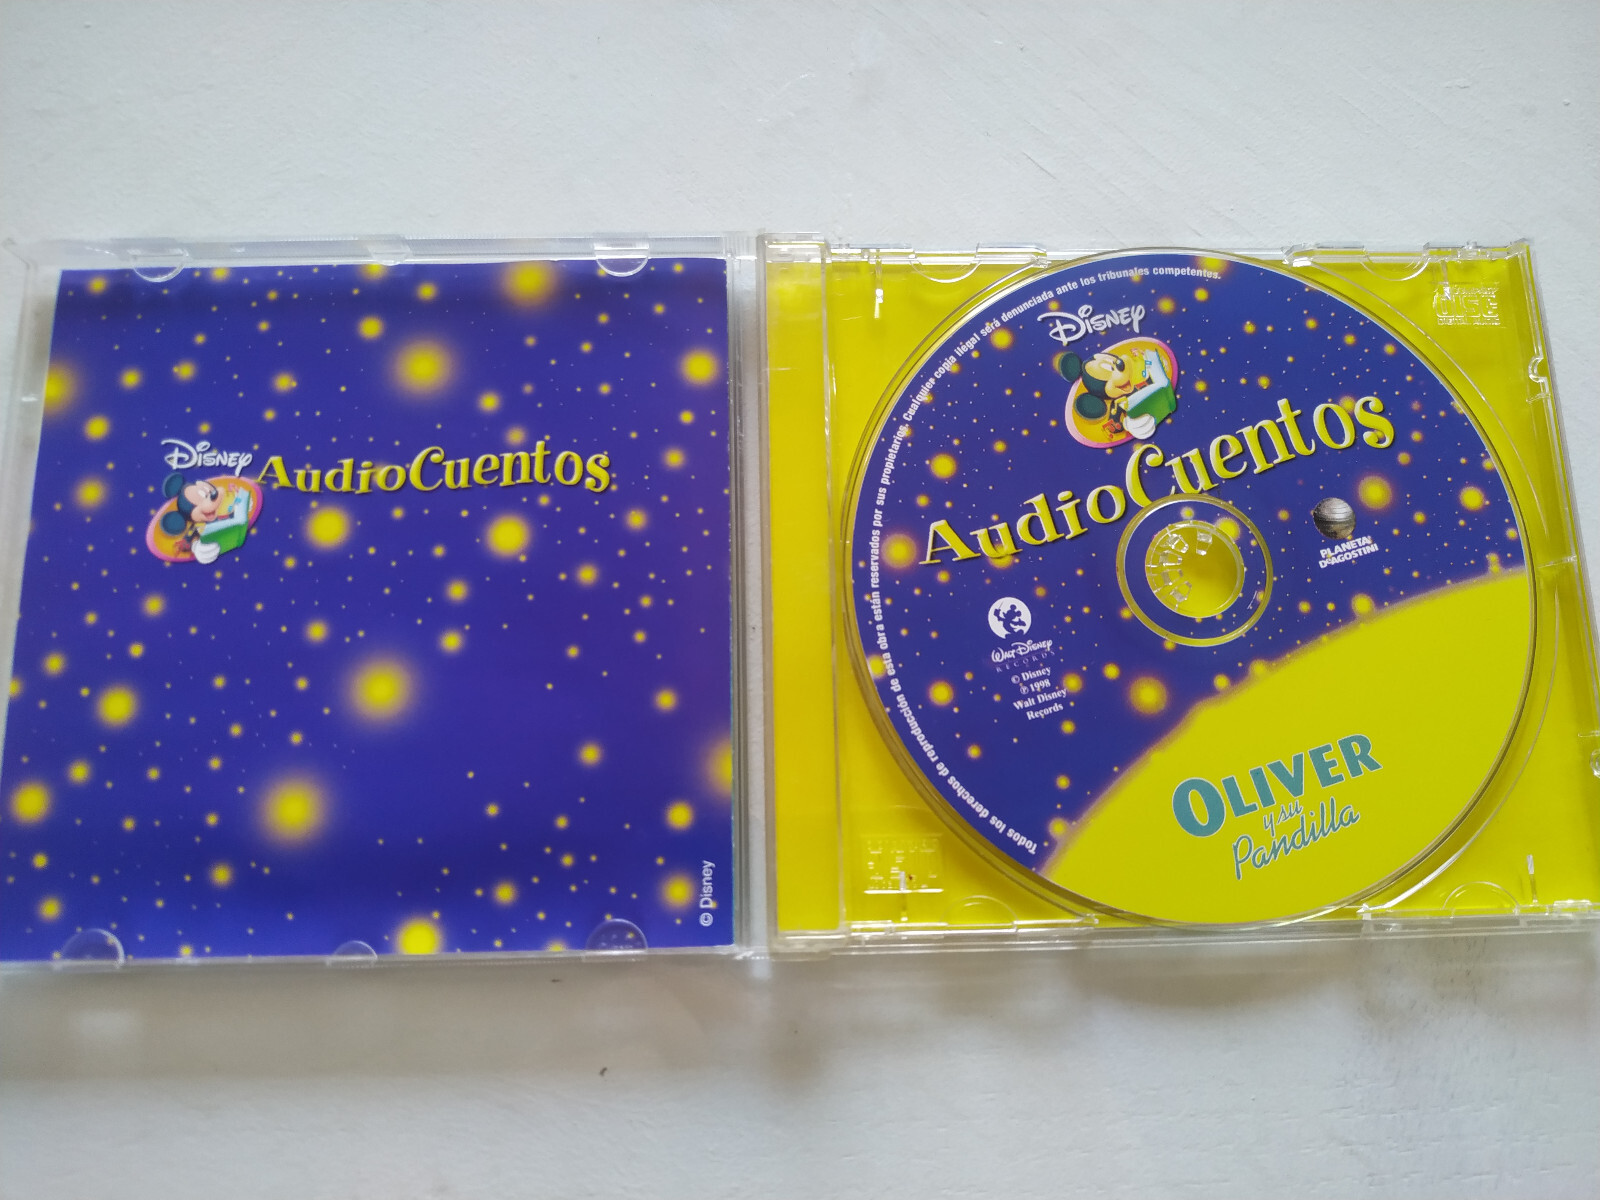 Disney
AudioCuentos
© Disney
Todos los derechos de reproducción de esta obra están reservados por sus propietarios. Cualquier copia ilegal será denunciada ante los tribunales competentes.
Disney
AudioCuentos
PLANETA DeAGOSTINI
Walt Disney
RECORDS
© Disney
℗ 1998
Walt Disney
Records
OLIVER
y su
Pandilla